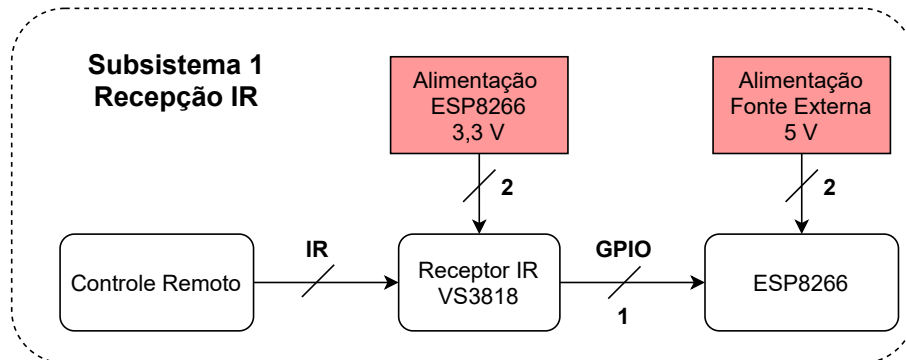 Subsistema 1
Recepção IR
Alimentação
ESP8266
3,3 V
Alimentação
Fonte Externa
5 V
2
2
IR
GPIO
Controle Remoto
Receptor IR
VS3818
ESP8266
1